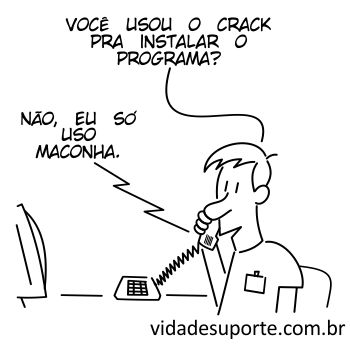 VOCÊ USOU O CRACK
PRA INSTALAR O
PROGRAMA?
NÃO, EU SÓ
USO
MACONHA.
vidadesuporte.com.br